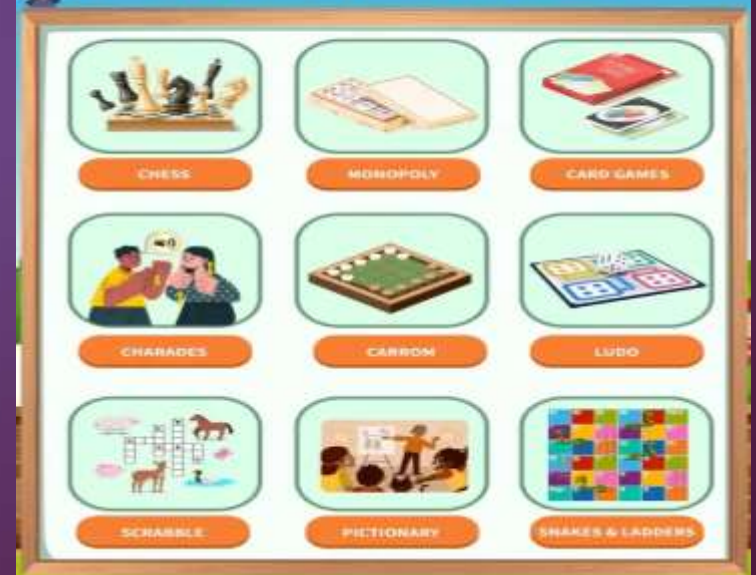 CHESS
MONOPOLY
CARD GAMES
CHARADES
CARROM
LUDO
SCRABBLE
PICTIONARY
SNAKES & LADDERS